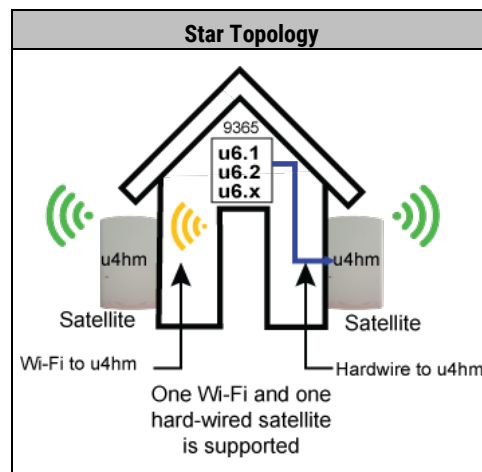 Star Topology
9365
u6.1
u6.2
u6.x
u4hm
u4hm
Satellite
Satellite
Wi-Fi to u4hm
Hardwire to u4hm
One Wi-Fi and one
hard-wired satellite
is supported